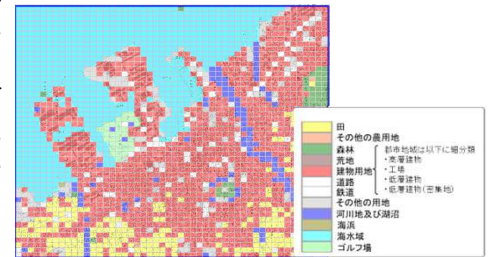 田
その他の農用地
森林
荒地
建物用地
道路
鉄道
その他の用地
河川地及び湖沼
海浜
海水域
ゴルフ場
都市地域は以下に細分類
・高層建物
・工場
・低層建物
・低層建物(密集地)